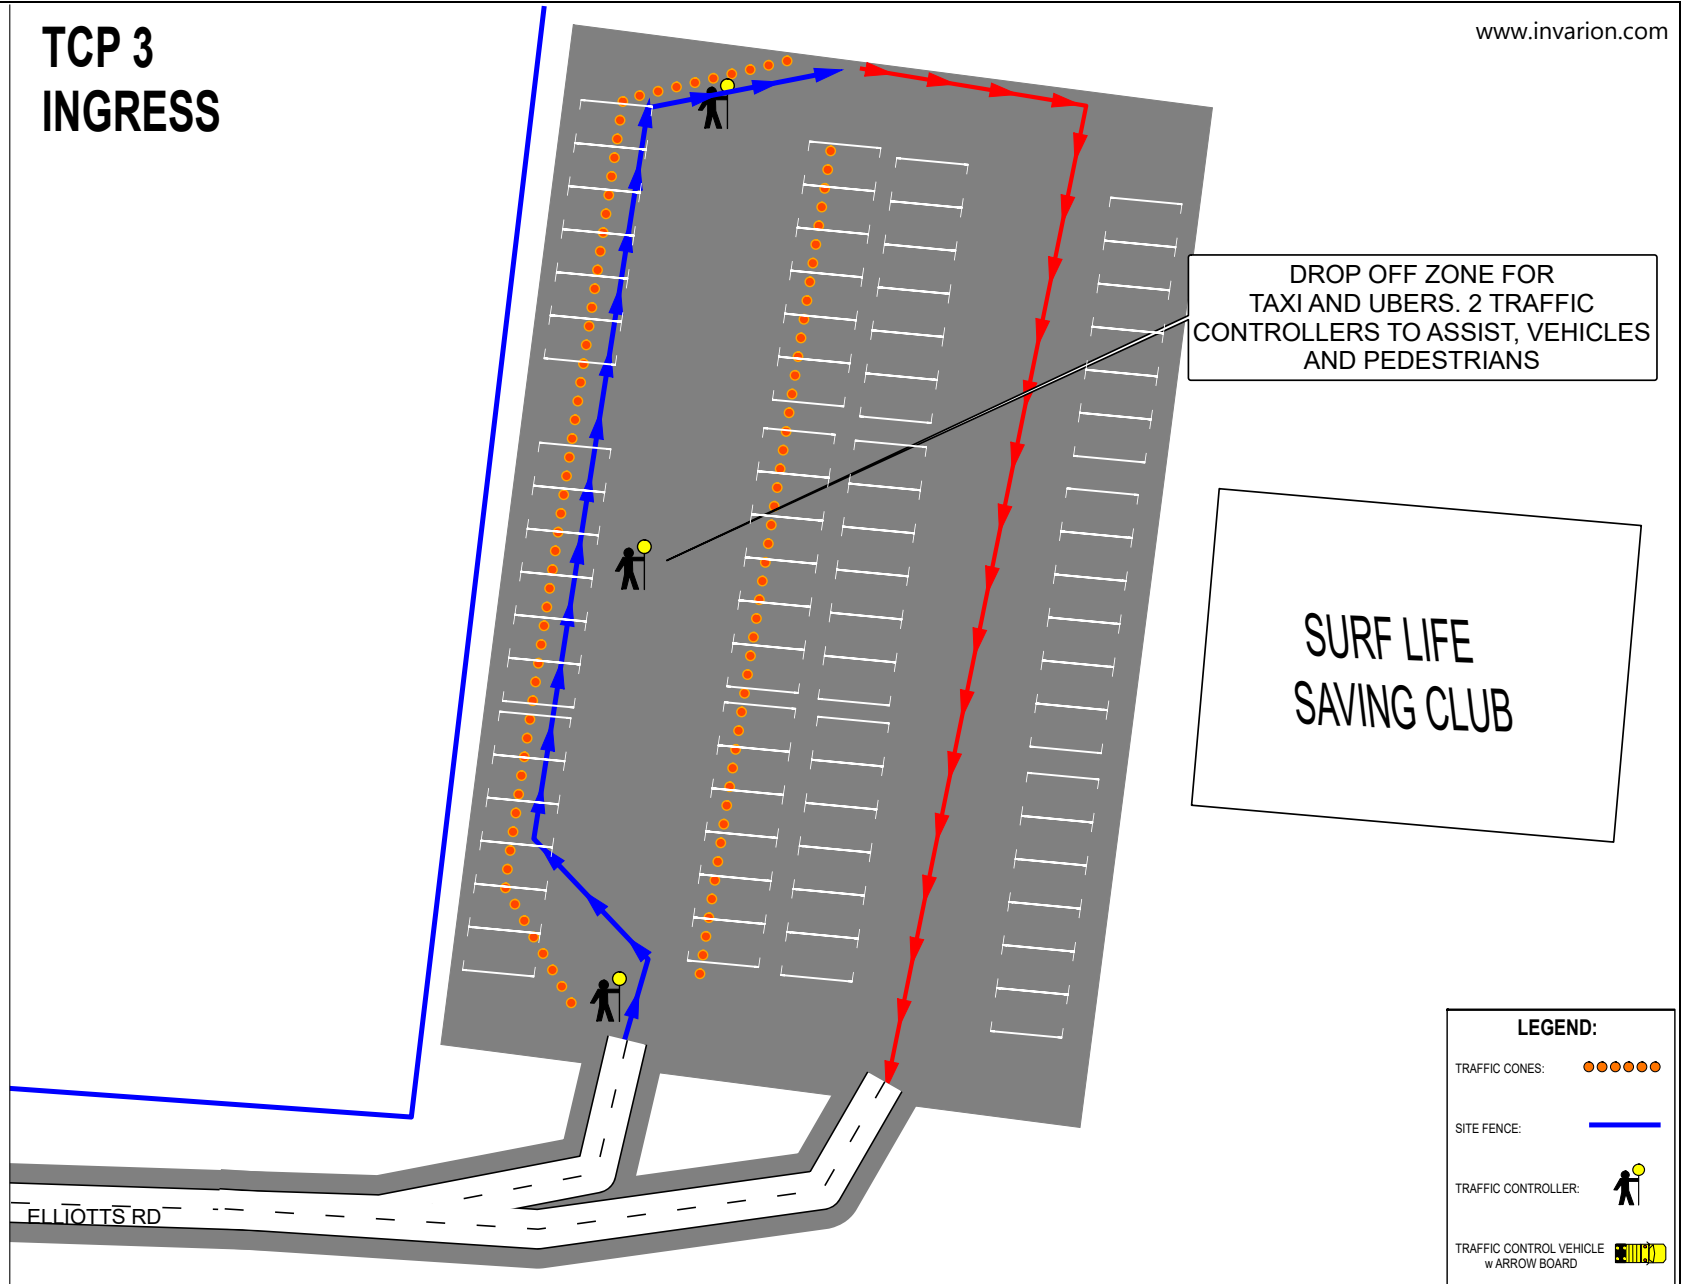 TCP 3
INGRESS
www.invarion.com
DROP OFF ZONE FOR
TAXI AND UBERS. 2 TRAFFIC
CONTROLLERS TO ASSIST, VEHICLES
AND PEDESTRIANS
SURF LIFE
SAVING CLUB
ELLIOTTS RD
LEGEND:
TRAFFIC CONES:
SITE FENCE:
TRAFFIC CONTROLLER:
TRAFFIC CONTROL VEHICLE
w ARROW BOARD